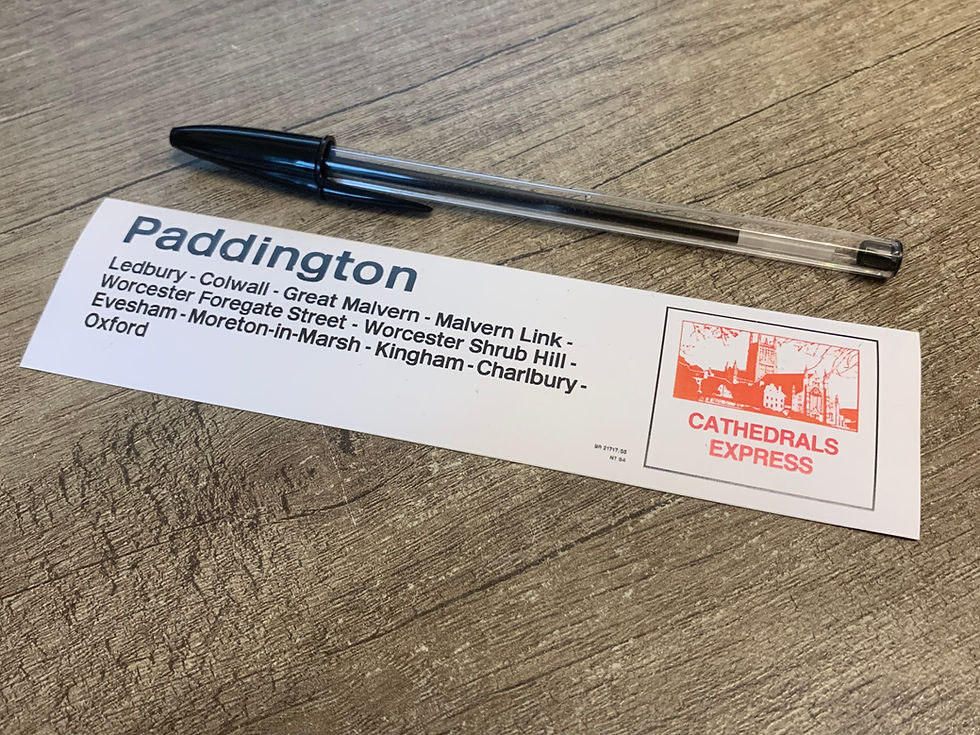 Paddington
Ledbury - Colwall - Great Malvern - Malvern Link -
Worcester Foregate Street - Worcester Shrub Hill -
Evesham - Moreton-in-Marsh - Kingham - Charlbury -
Oxford
CATHEDRALS
EXPRESS